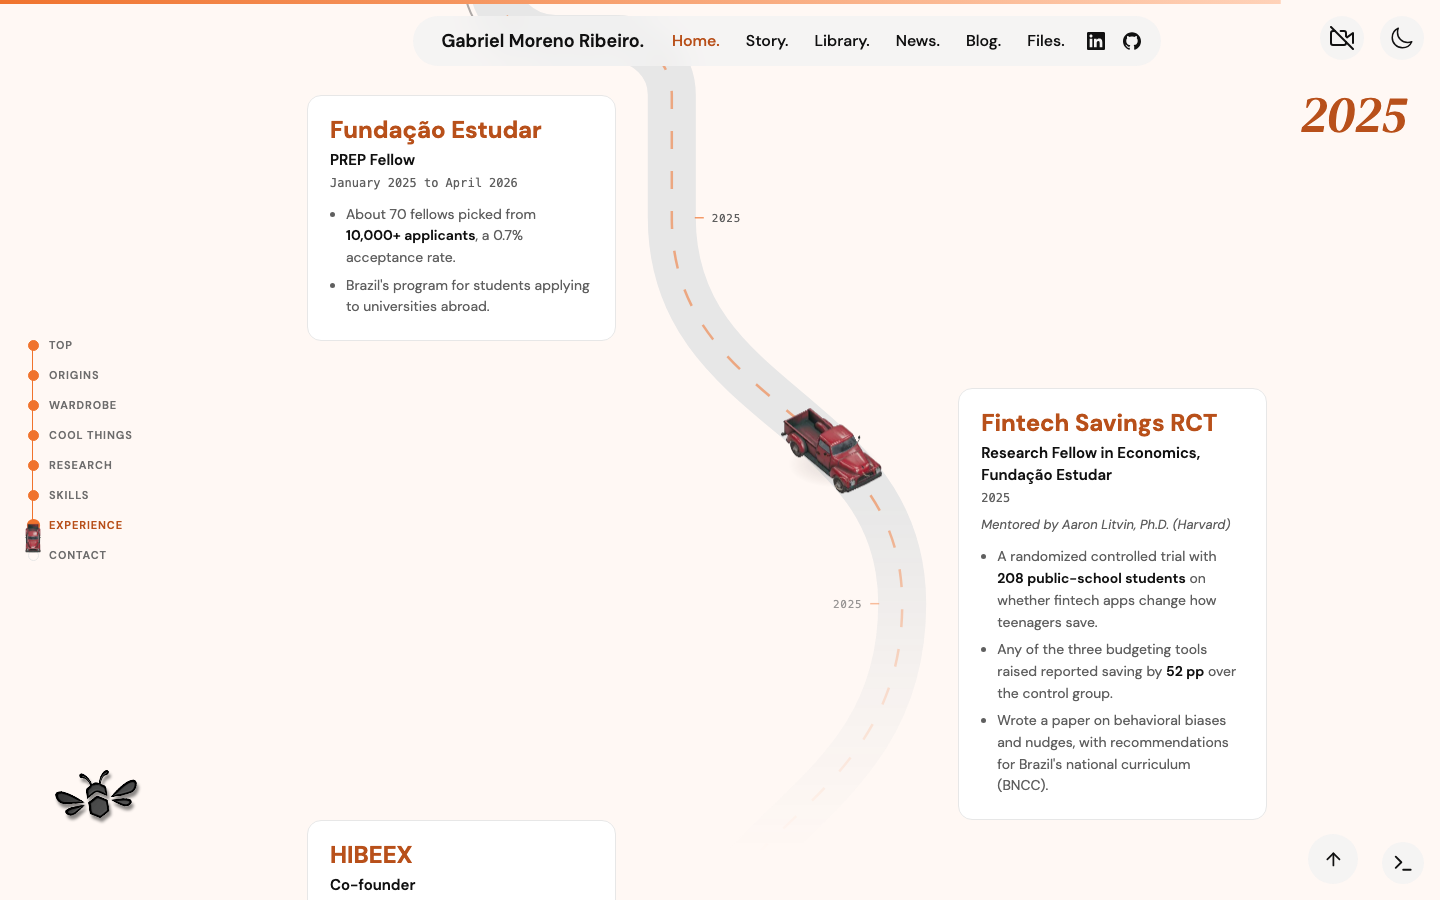 Gabriel Moreno Ribeiro.
Home.
Story.
Library.
News.
Blog.
Files.
2025
Fundação Estudar
PREP Fellow
January 2025 to April 2026
About 70 fellows picked from
10,000+ applicants, a 0.7%
acceptance rate.
Brazil's program for students applying
to universities abroad.
2025
TOP
ORIGINS
WARDROBE
COOL THINGS
RESEARCH
SKILLS
EXPERIENCE
CONTACT
Fintech Savings RCT
Research Fellow in Economics,
Fundação Estudar
2025
Mentored by Aaron Litvin, Ph.D. (Harvard)
A randomized controlled trial with
208 public-school students on
whether fintech apps change how
teenagers save.
Any of the three budgeting tools
raised reported saving by 52 pp over
the control group.
Wrote a paper on behavioral biases
and nudges, with recommendations
for Brazil's national curriculum
(BNCC).
2025
HIBEEX
Co-founder